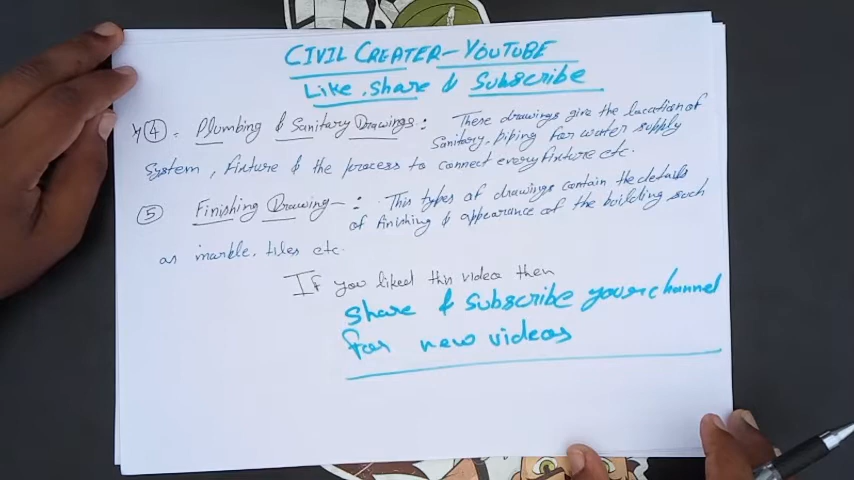 CIVIL CREATER-YOUTUBE
Like, share & Subscribe
④ Plumbing & Sanitary Drawings: These drawings give the location of
Sanitary, piping for water supply
system, fixture & the process to connect every fixture etc.
⑤ Finishing Drawing-: This types of drawings contain the details
of finishing & appearance of the building such
as marble, tiles etc.
If you liked this video then
share & subscribe your channel
for new videos